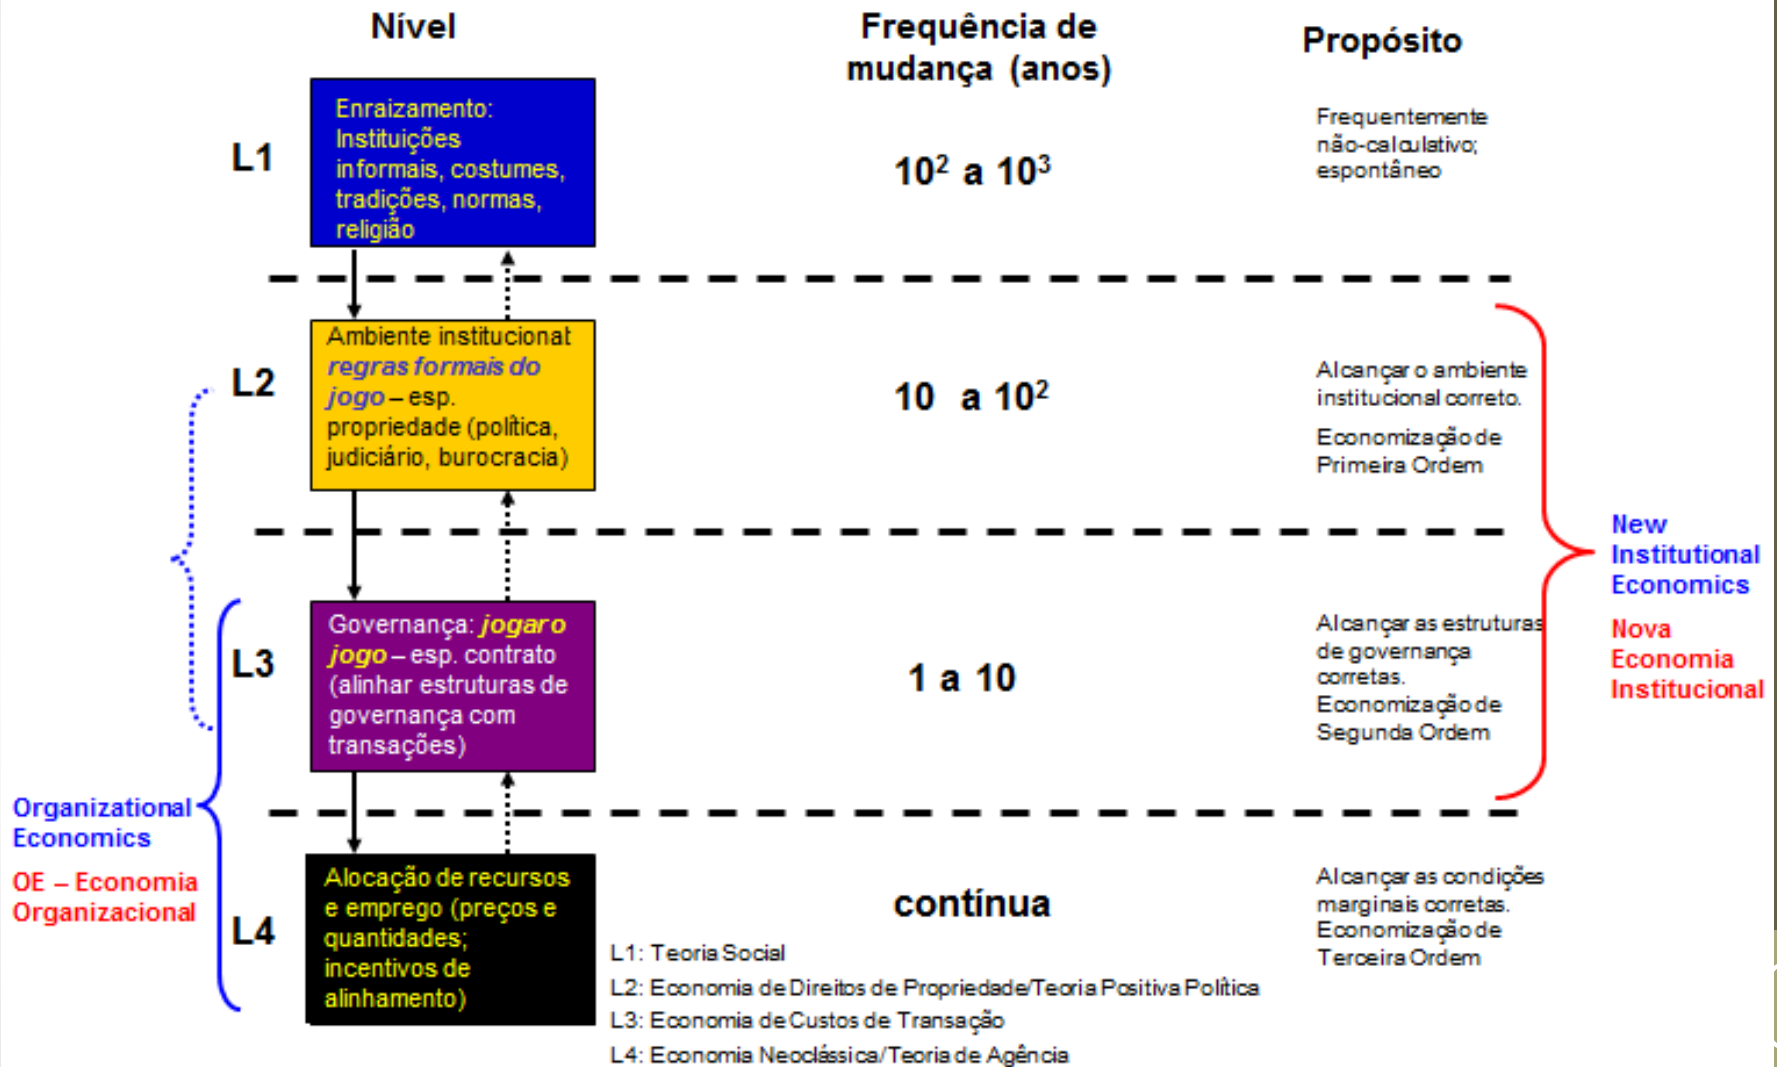 Nível
Frequência de
mudança (anos)
Propósito
L1
Enraizamento:
Instituições
informais, costumes,
tradições, normas,
religião
10² a 10³
Frequentemente
não-calculativo;
espontâneo
L2
Ambiente institucional:
regras formais do
jogo – esp.
propriedade (política,
judiciário, burocracia)
10 a 10²
Alcançar o ambiente
institucional correto.
Economização de
Primeira Ordem
New
Institutional
Economics
Nova
Economia
Institucional
L3
Governança: jogar o
jogo – esp. contrato
(alinhar estruturas de
governança com
transações)
1 a 10
Alcançar as estruturas
de governança
corretas.
Economização de
Segunda Ordem
Organizational
Economics
OE – Economia
Organizacional
L4
Alocação de recursos
e emprego (preços e
quantidades;
incentivos de
alinhamento)
contínua
Alcançar as condições
marginais corretas.
Economização de
Terceira Ordem
L1: Teoria Social
L2: Economia de Direitos de Propriedade/Teoria Positiva Política
L3: Economia de Custos de Transação
L4: Economia Neoclássica/Teoria de Agência